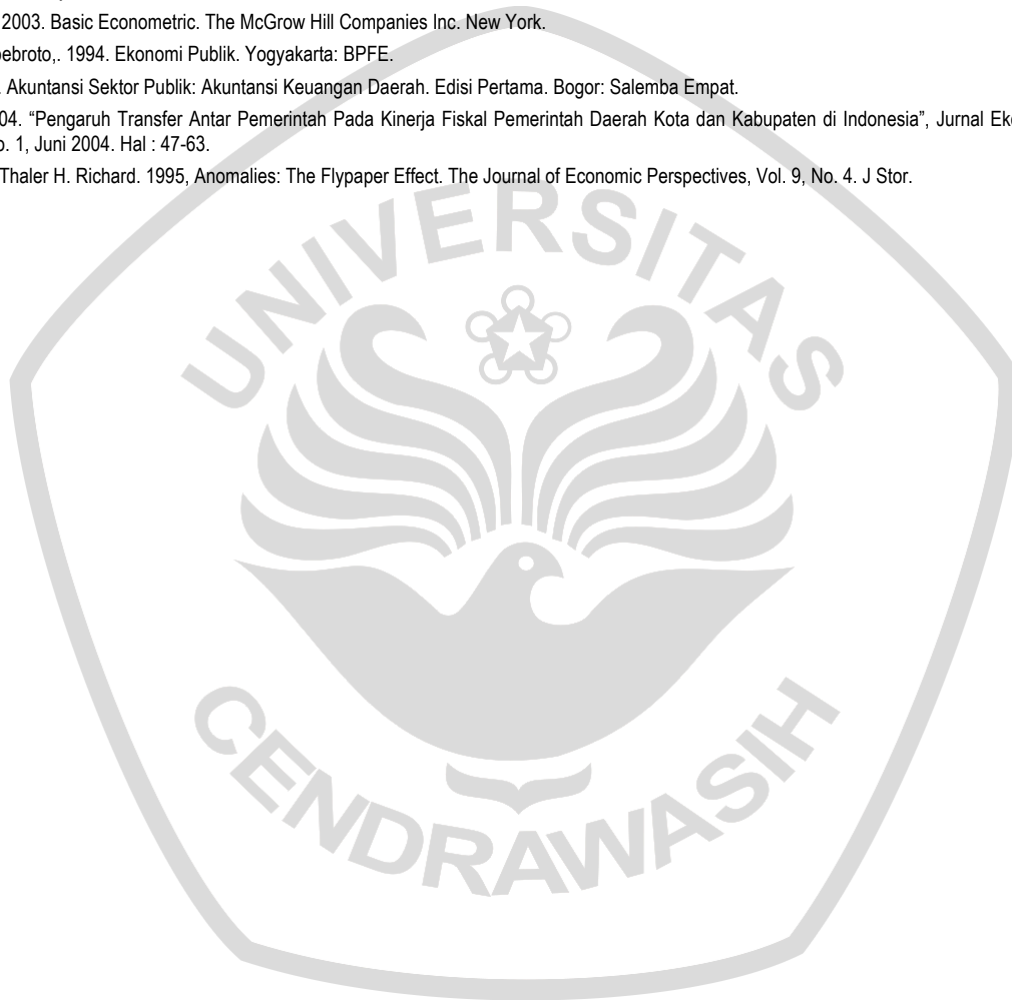 2003. Basic Econometric. The McGrow Hill Companies Inc. New York.
ebroto,. 1994. Ekonomi Publik. Yogyakarta: BPFE.
. Akuntansi Sektor Publik: Akuntansi Keuangan Daerah. Edisi Pertama. Bogor: Salemba Empat.
04. “Pengaruh Transfer Antar Pemerintah Pada Kinerja Fiskal Pemerintah Daerah Kota dan Kabupaten di Indonesia”, Jurnal Eko
. 1, Juni 2004. Hal : 47-63.
Thaler H. Richard. 1995, Anomalies: The Flypaper Effect. The Journal of Economic Perspectives, Vol. 9, No. 4. J Stor.
UNIVERSITAS
CENDRAWASIH